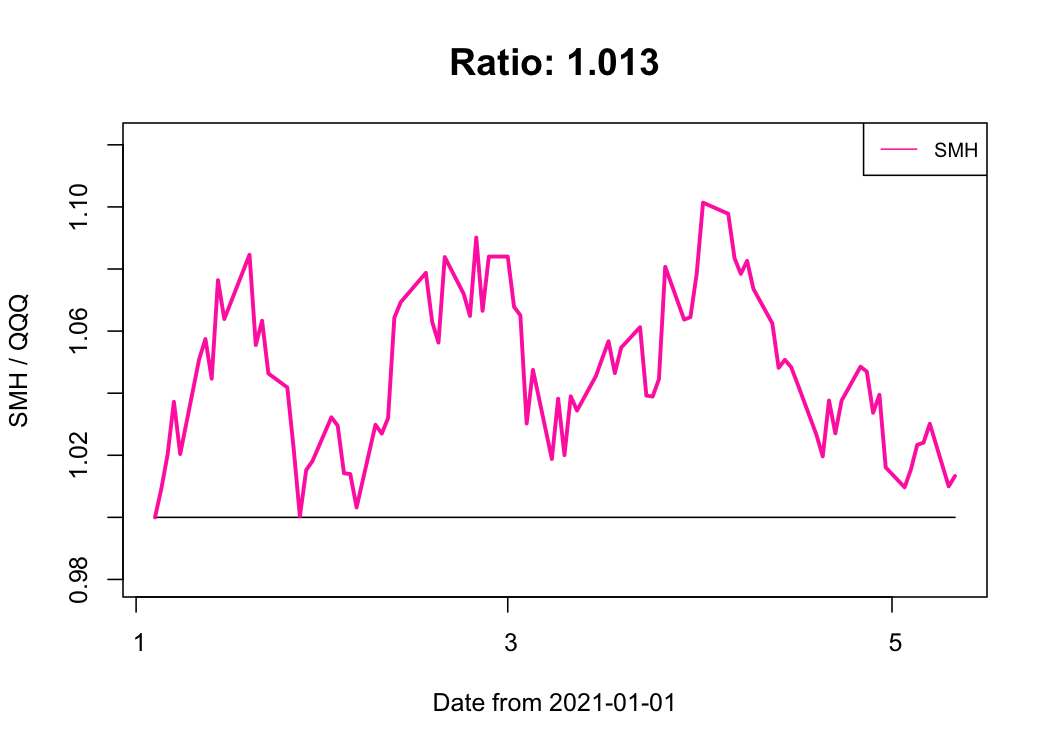 Ratio: 1.013
SMH
SMH / QQQ
1.10
1.06
1.02
0.98
1 3 5
Date from 2021-01-01